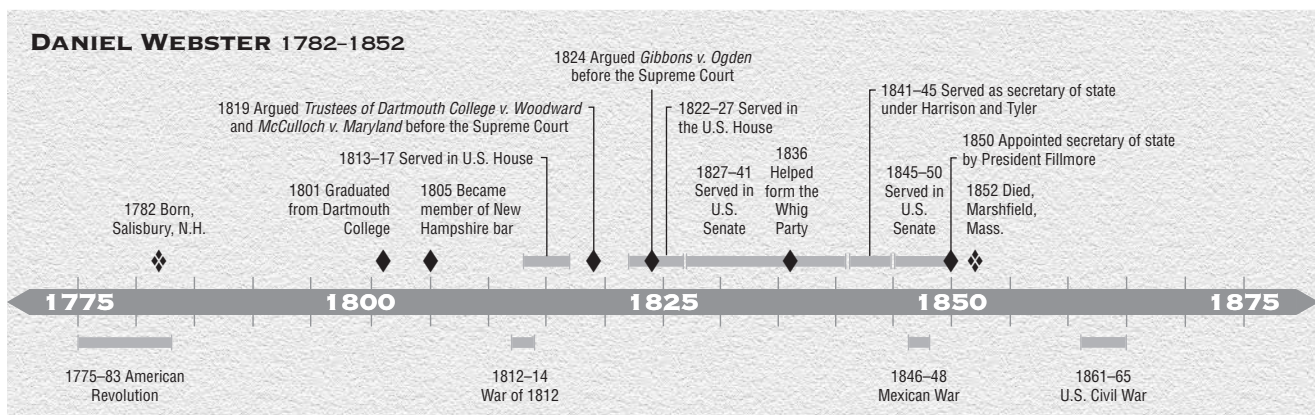 DANIEL WEBSTER 1782–1852
1824 Argued Gibbons v. Ogden
before the Supreme Court
1841–45 Served as secretary of state
under Harrison and Tyler
1819 Argued Trustees of Dartmouth College v. Woodward
and McCulloch v. Maryland before the Supreme Court
1822–27 Served in
the U.S. House
1850 Appointed secretary of state
by President Fillmore
1813–17 Served in U.S. House
1836
Helped
form the
Whig
Party
1827–41
Served in
U.S.
Senate
1845–50
Served in
U.S.
Senate
1801 Graduated
from Dartmouth
College
1805 Became
member of New
Hampshire bar
1852 Died,
Marshfield,
Mass.
1782 Born,
Salisbury, N.H.
1775 1800 1825 1850 1875
1775–83 American
Revolution
1812–14
War of 1812
1846–48
Mexican War
1861–65
U.S. Civil War